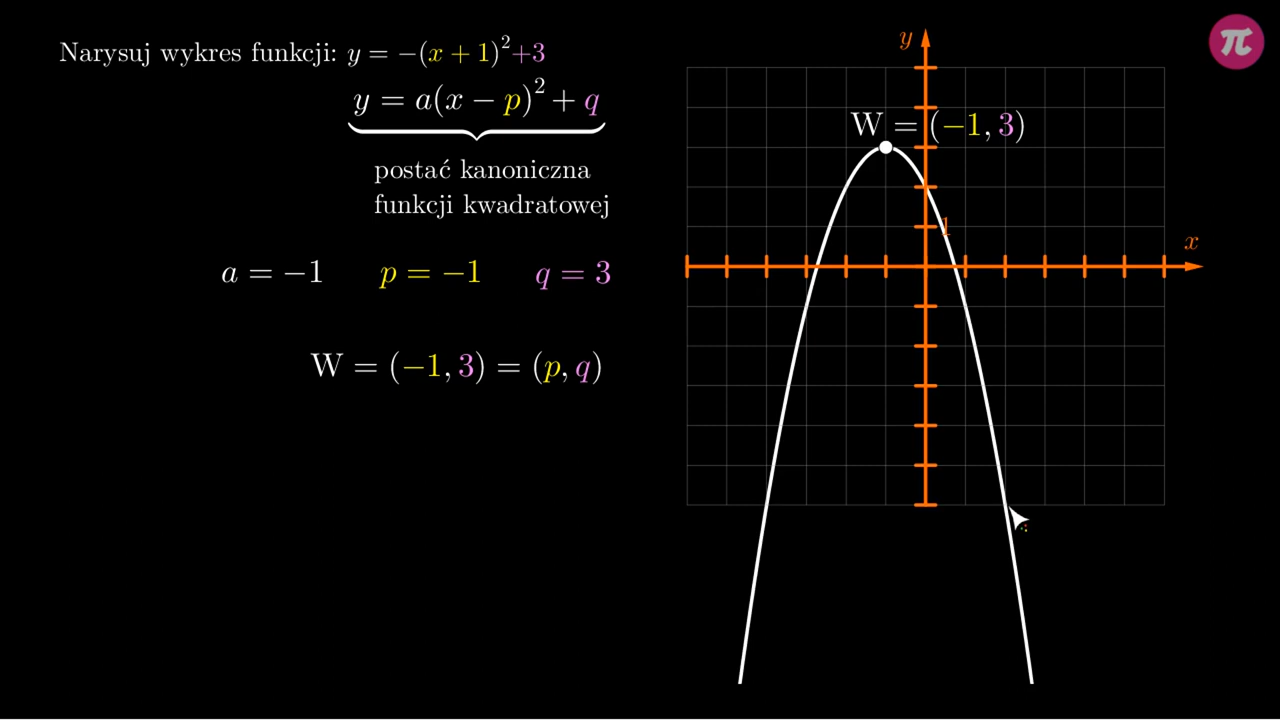 Narysuj wykres funkcji: y = −(x + 1)²+3
y = a(x − p)² + q
postać kanoniczna
funkcji kwadratowej
a = −1 p = −1 q = 3
W = (−1, 3) = (p, q)
y
W = (−1, 3)
1
x
π